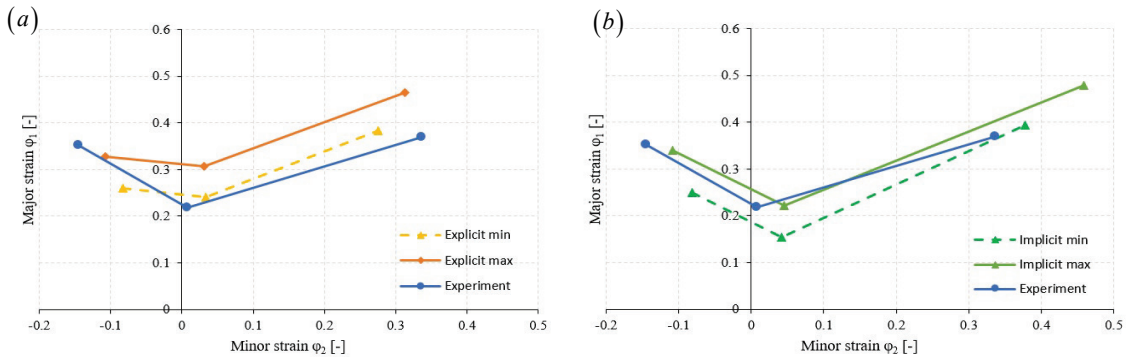 (a)
Major strain φ1 [-]
0.6
0.5
0.4
0.3
0.2
0.1
0
-0.2 -0.1 0 0.1 0.2 0.3 0.4 0.5
Minor strain φ2 [-]
Explicit min
Explicit max
Experiment
(b)
Major strain φ1 [-]
0.6
0.5
0.4
0.3
0.2
0.1
0
-0.2 -0.1 0 0.1 0.2 0.3 0.4 0.5
Minor strain φ2 [-]
Implicit min
Implicit max
Experiment